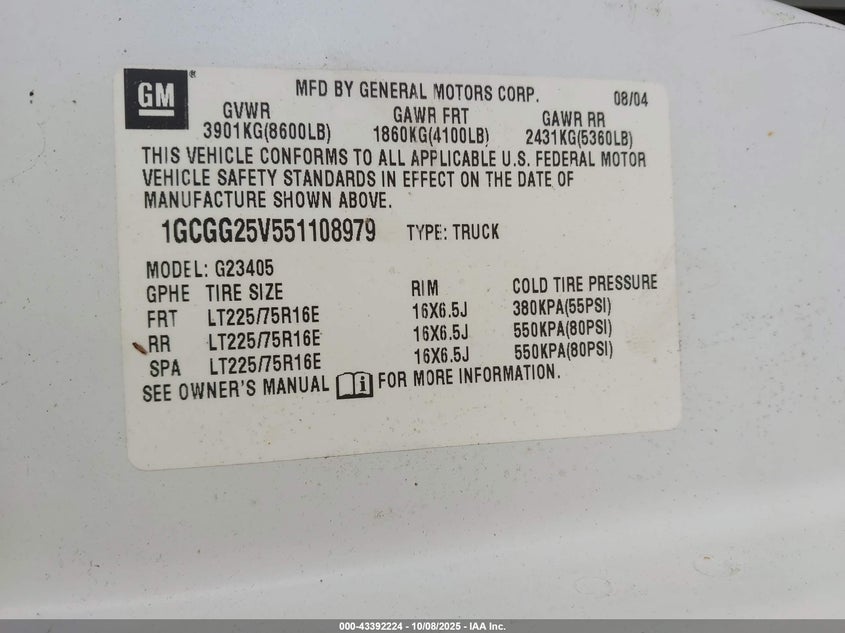 GM®
MFD BY GENERAL MOTORS CORP. 08/04
GVWR GAWR FRT GAWR RR
3901KG(8600LB) 1860KG(4100LB) 2431KG(5360LB)
THIS VEHICLE CONFORMS TO ALL APPLICABLE U.S. FEDERAL MOTOR
VEHICLE SAFETY STANDARDS IN EFFECT ON THE DATE OF
MANUFACTURE SHOWN ABOVE.
1GCGG25V551108979 TYPE: TRUCK
MODEL: G23405
GPHE TIRE SIZE RIM COLD TIRE PRESSURE
FRT LT225/75R16E 16X6.5J 380KPA(55PSI)
RR LT225/75R16E 16X6.5J 550KPA(80PSI)
SPA LT225/75R16E 16X6.5J 550KPA(80PSI)
SEE OWNER'S MANUAL i FOR MORE INFORMATION.
000-43392224 - 10/08/2025 - IAA Inc.